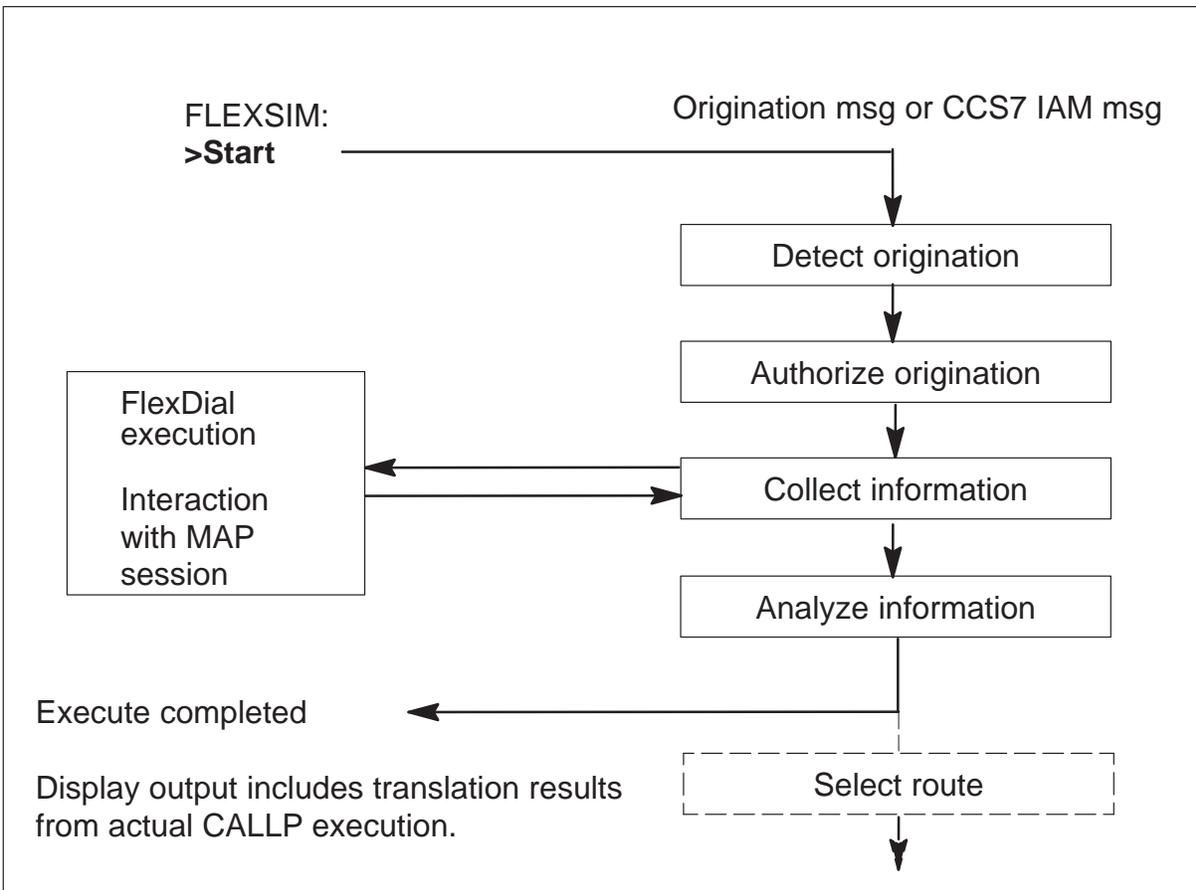 FLEXSIM:
>Start
Origination msg or CCS7 IAM msg
Detect origination
Authorize origination
FlexDial
execution
Interaction
with MAP
session
Collect information
Analyze information
Execute completed
Display output includes translation results
from actual CALLP execution.
Select route